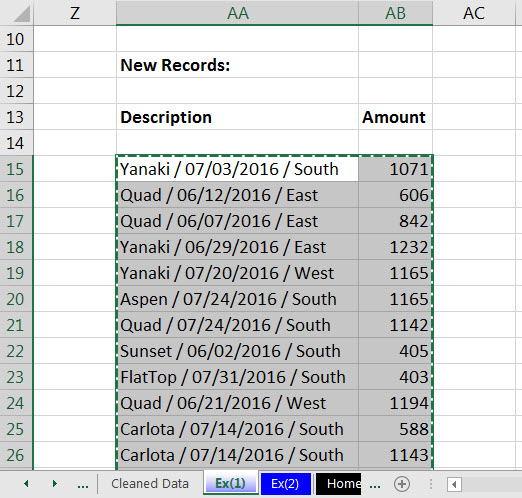 Z AA AB AC
10
11 New Records:
12
13 Description Amount
14
15 Yanaki / 07/03/2016 / South 1071
16 Quad / 06/12/2016 / East 606
17 Quad / 06/07/2016 / East 842
18 Yanaki / 06/29/2016 / East 1232
19 Yanaki / 07/20/2016 / West 1165
20 Aspen / 07/24/2016 / South 1165
21 Quad / 07/24/2016 / South 1142
22 Sunset / 06/02/2016 / South 405
23 FlatTop / 07/31/2016 / South 403
24 Quad / 06/21/2016 / West 1194
25 Carlota / 07/14/2016 / South 588
26 Carlota / 07/14/2016 / South 1143
... Cleaned Data Ex(1) Ex(2) Home ...